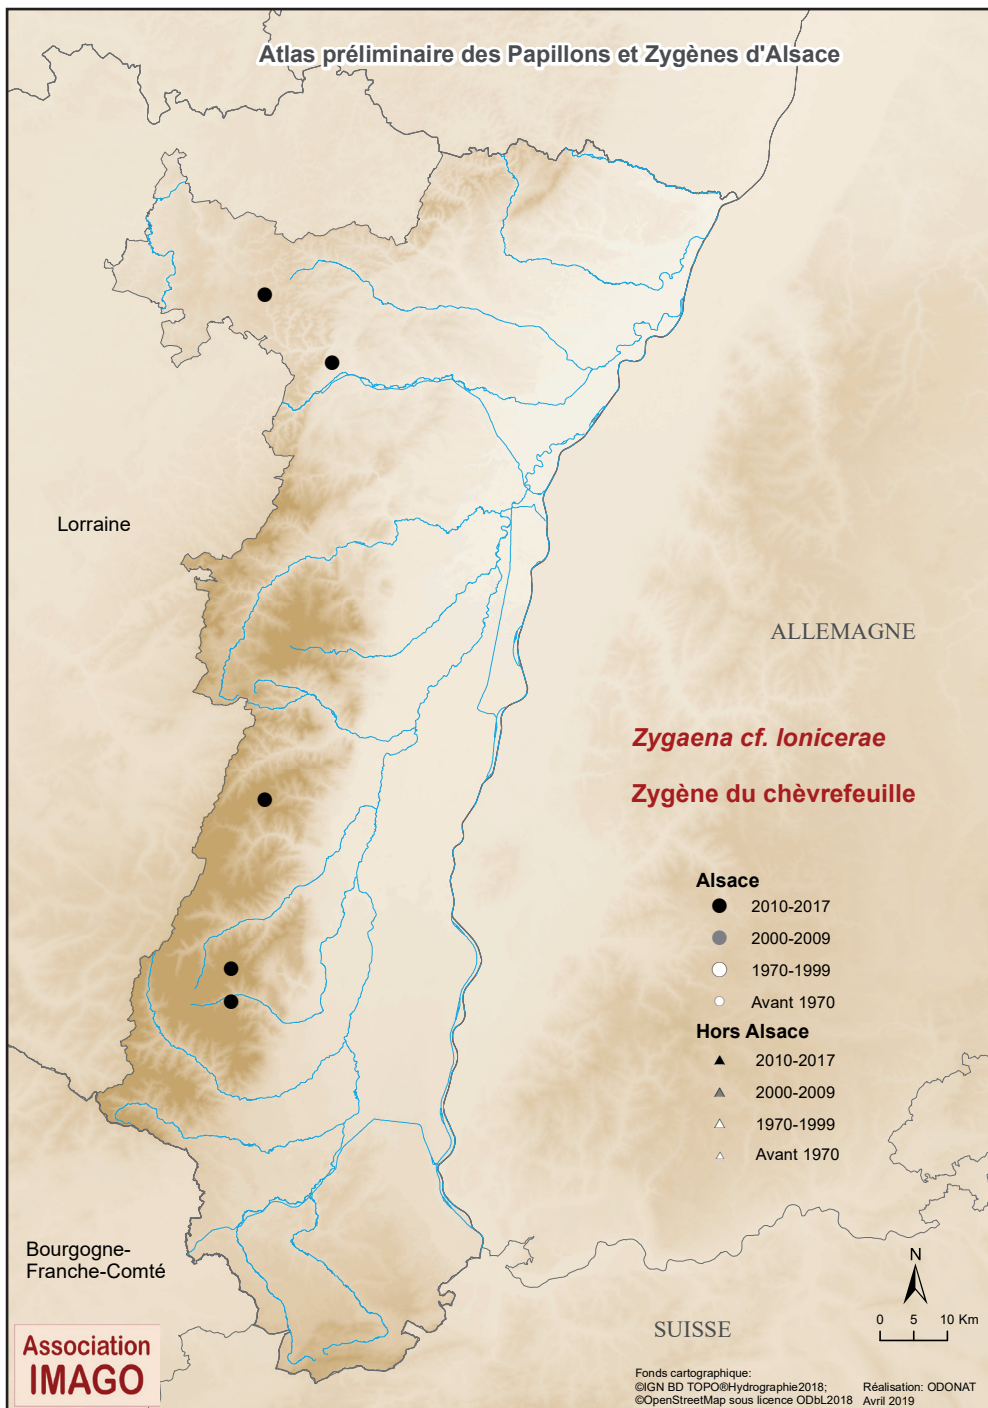 Atlas préliminaire des Papillons et Zygènes d'Alsace
Lorraine
ALLEMAGNE
Zygaena cf. lonicerae
Zygène du chèvrefeuille
Alsace
2010-2017
2000-2009
1970-1999
Avant 1970
Hors Alsace
2010-2017
2000-2009
1970-1999
Avant 1970
Bourgogne-
Franche-Comté
N
0 5 10 Km
SUISSE
Association
IMAGO
Fonds cartographique:
©IGN BD TOPO®Hydrographie2018;
©OpenStreetMap sous licence ODbL2018
Réalisation: ODONAT
Avril 2019